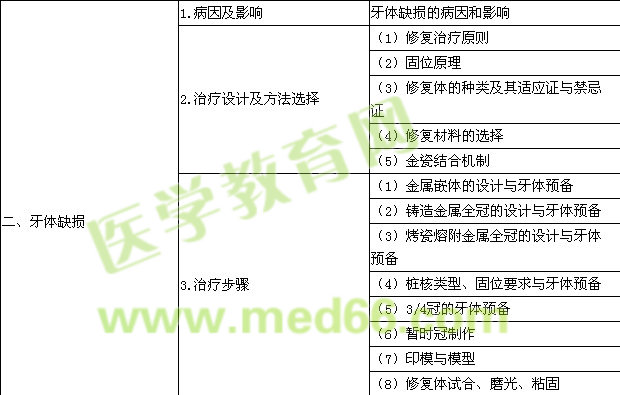 1.病因及影响
牙体缺损的病因和影响
(1) 修复治疗原则
(2) 固位原理
2.治疗设计及方法选择
(3) 修复体的种类及其适应证与禁忌
证
(4) 修复材料的选择
(5) 金瓷结合机制
二、牙体缺损
3.治疗步骤
(1) 金属嵌体的设计与牙体预备
(2) 铸造金属全冠的设计与牙体预备
(3) 烤瓷熔附金属全冠的设计与牙体
预备
(4) 桩核类型、固位要求与牙体预备
(5) 3/4冠的牙体预备
(6) 暂时冠制作
(7) 印模与模型
(8) 修复体试合、磨光、粘固
医学教育网
www.med66.com